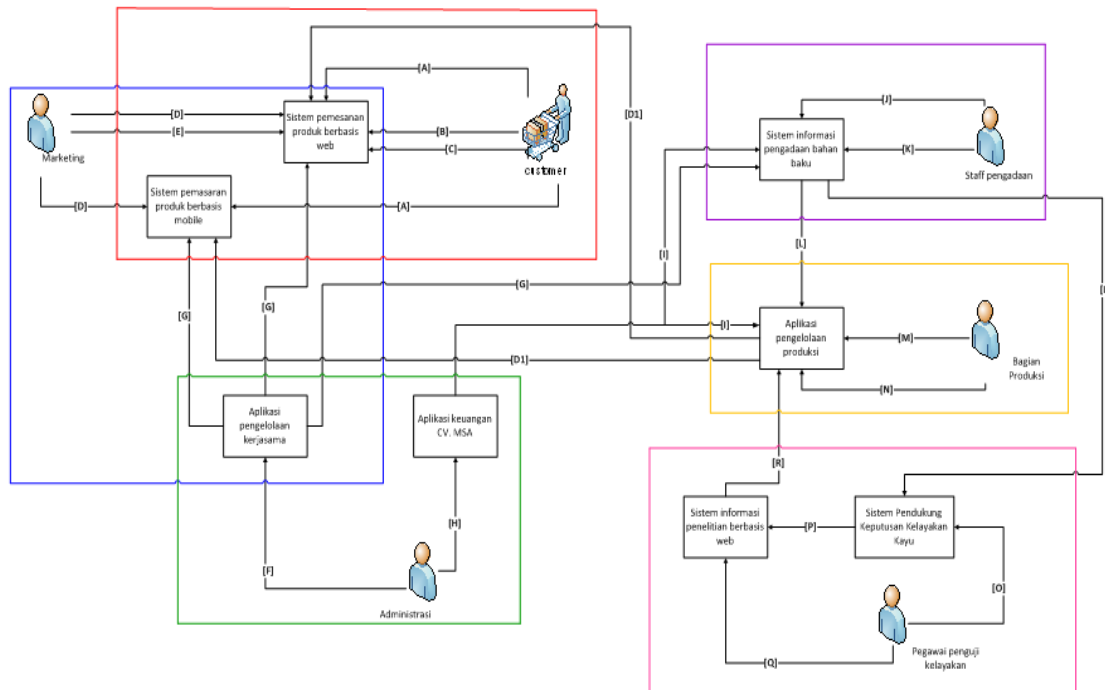 [A]
[D]
[E]
Marketing
Sistem pemesanan
produk berbasis
web
[B]
[C]
customer
[D1]
[J]
Sistem informasi
pengadaan bahan
baku
[K]
Staff pengadaan
[D]
Sistem pemasaran
produk berbasis
mobile
[A]
[I]
[L]
[G]
[G]
[G]
[I]
Aplikasi
pengelolaan
produksi
[M]
[N]
Bagian
Produksi
[D1]
Aplikasi
pengelolaan
kerjasama
Aplikasi keuangan
CV. MSA
[H]
[F]
Administrasi
[R]
Sistem informasi
penelitian berbasis
web
[P]
Sistem Pendukung
Keputusan Kelayakan
Kayu
[O]
[Q]
Pegawai penguji
kelayakan